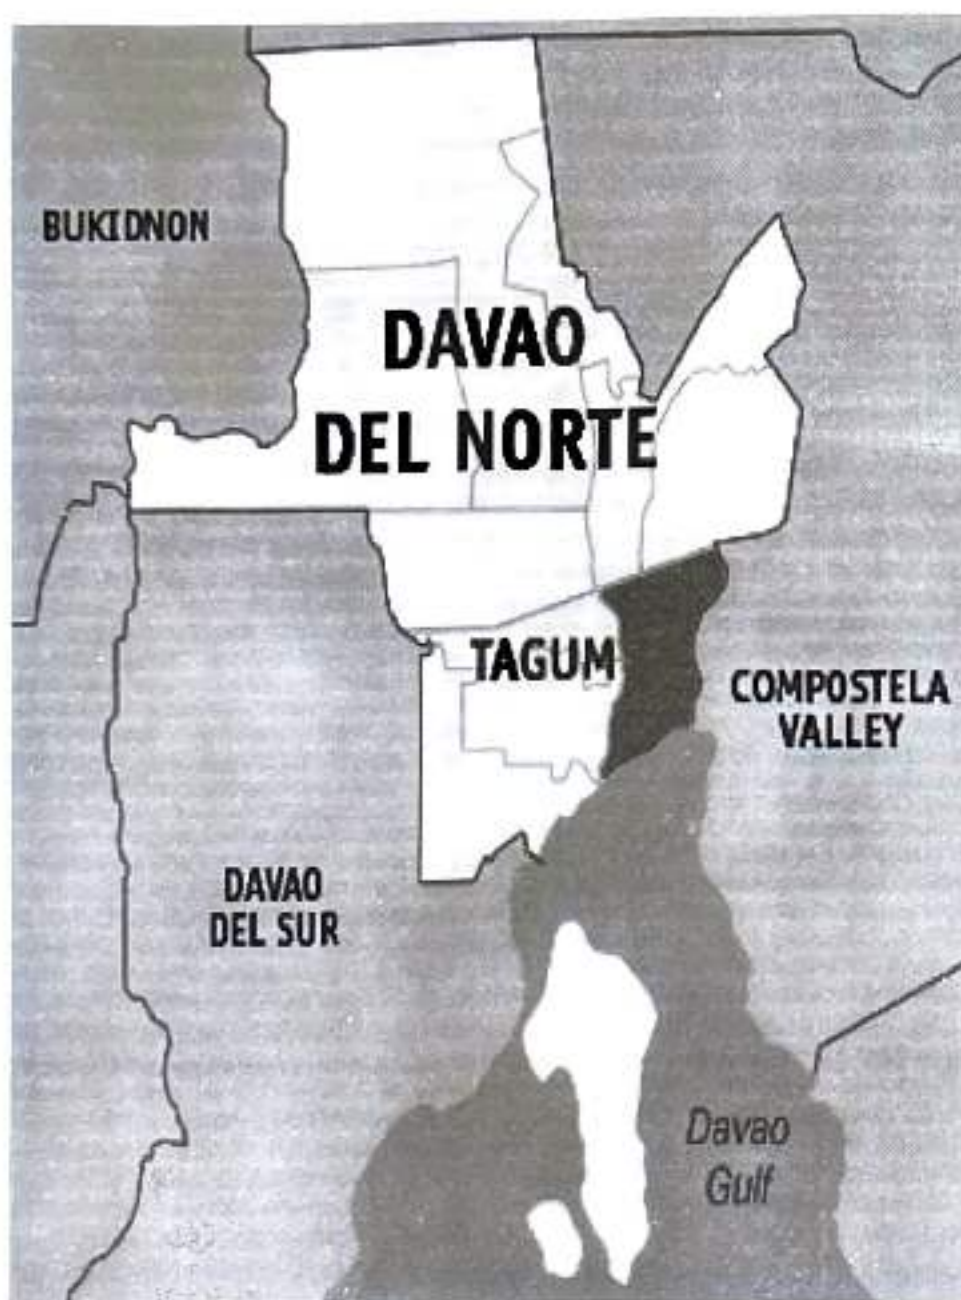 BUKIDNON
DAVAO
DEL NORTE
TAGUM
COMPOSTELA
VALLEY
DAVAO
DEL SUR
Davao
Gulf